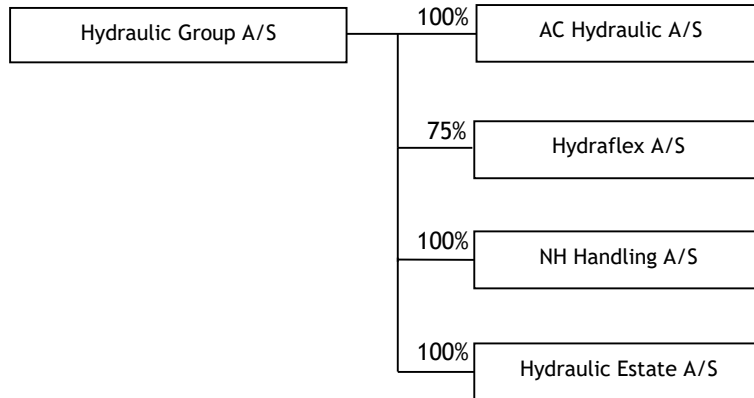 Hydraulic Group A/S
100%
AC Hydraulic A/S
75%
Hydraflex A/S
100%
NH Handling A/S
100%
Hydraulic Estate A/S